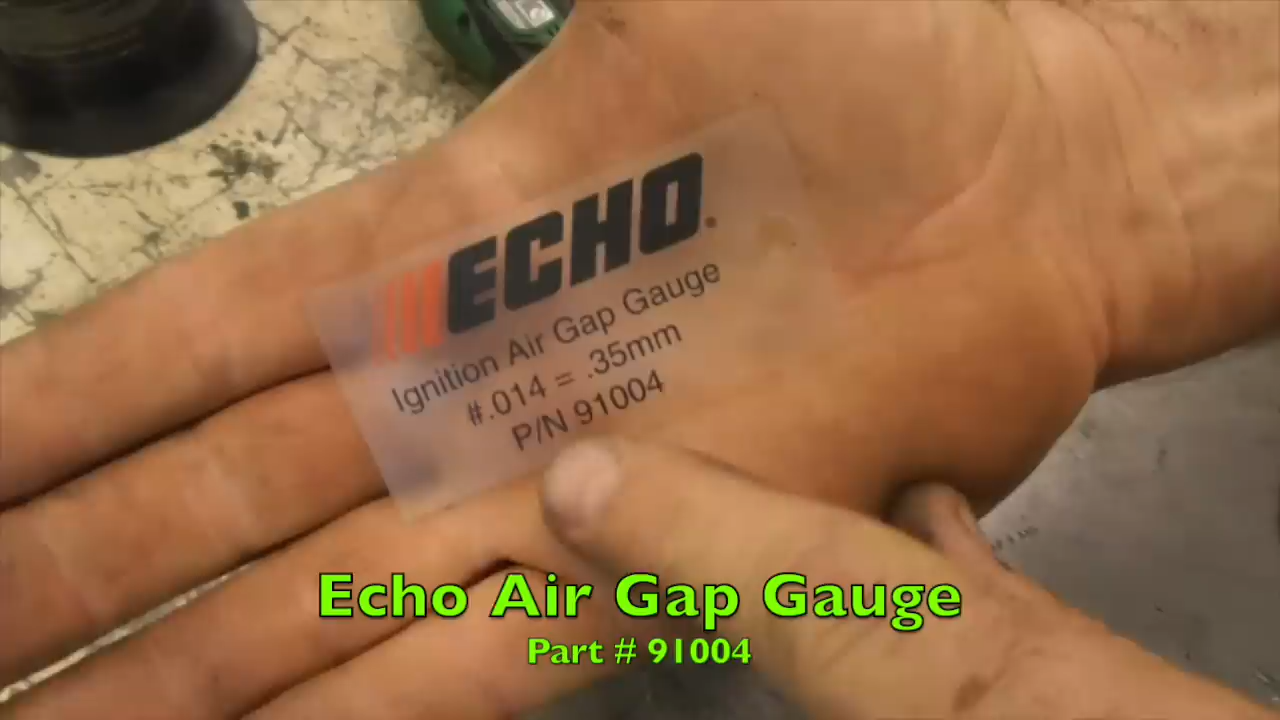 ECHO.
Ignition Air Gap Gauge
#.014 = .35mm
P/N 91004
Echo Air Gap Gauge
Part # 91004